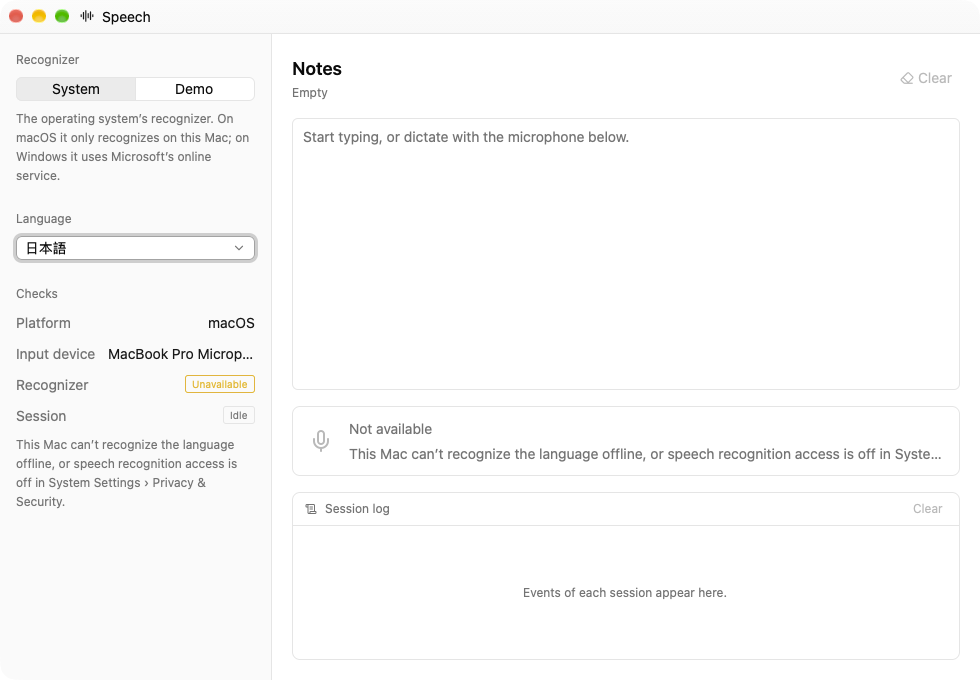 Speech
Recognizer
System
Demo
The operating system's recognizer. On
macOS it only recognizes on this Mac; on
Windows it uses Microsoft's online
service.
Language
日本語
Checks
Platform
macOS
Input device
MacBook Pro Microp...
Recognizer
Unavailable
Session
Idle
This Mac can't recognize the language
offline, or speech recognition access is
off in System Settings › Privacy &
Security.
Notes
Empty
Clear
Start typing, or dictate with the microphone below.
Not available
This Mac can't recognize the language offline, or speech recognition access is off in Syste...
Session log
Clear
Events of each session appear here.